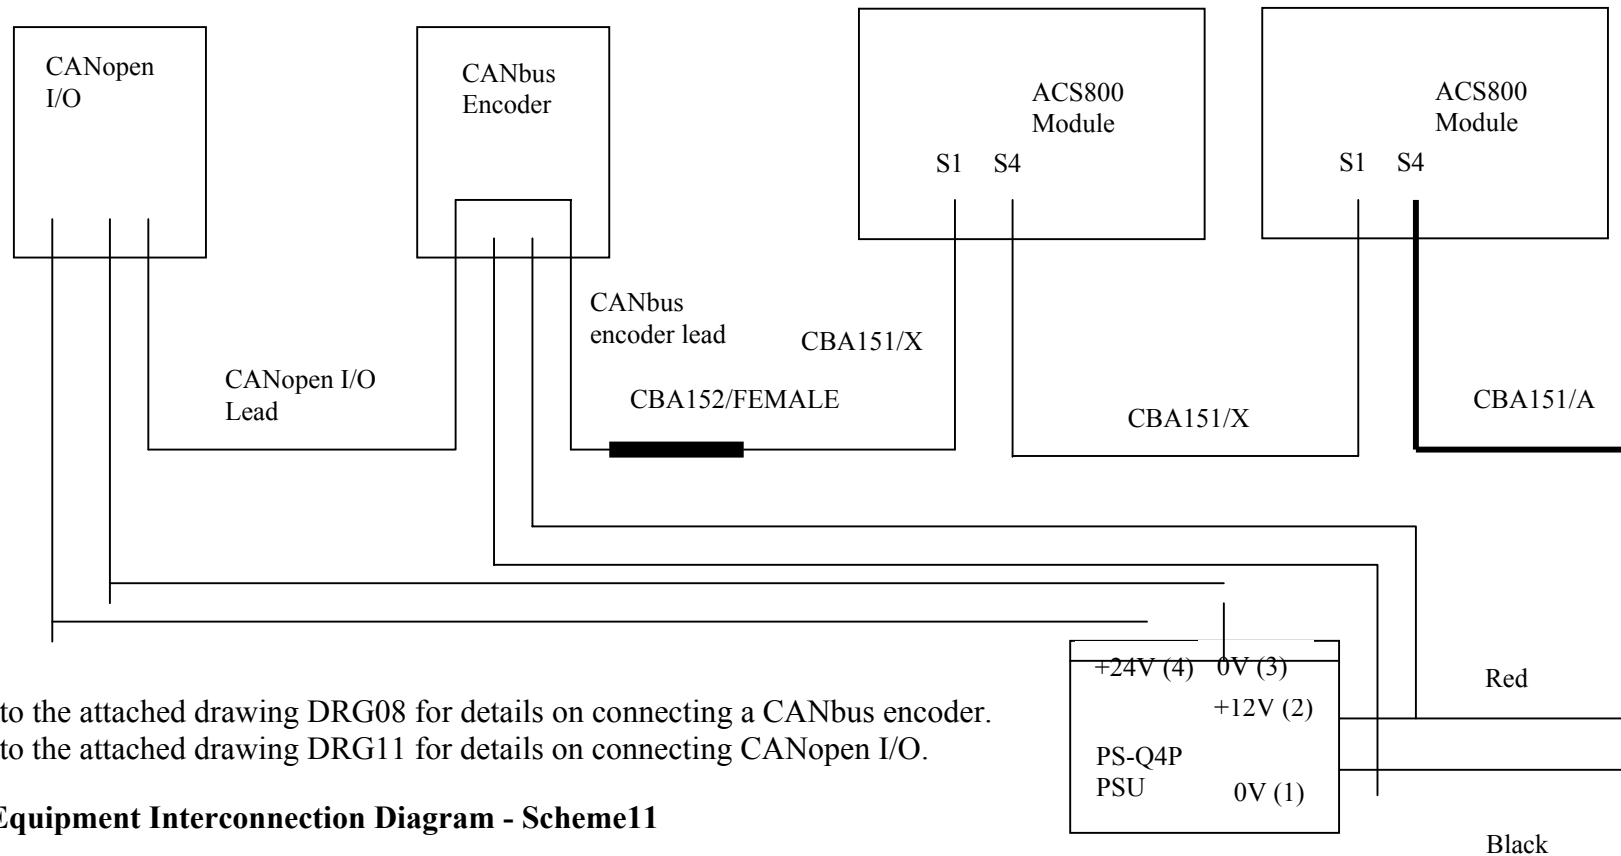 CANopen
I/O
CANbus
Encoder
ACS800
Module
S1 S4
ACS800
Module
S1 S4
CANbus
encoder lead
CBA151/X
CANopen I/O
Lead
CBA152/FEMALE
CBA151/X
CBA151/A
+24V (4) 0V (3)
+12V (2)
PS-Q4P
PSU
0V (1)
Red
Black
to the attached drawing DRG08 for details on connecting a CANbus encoder.
to the attached drawing DRG11 for details on connecting CANopen I/O.
Equipment Interconnection Diagram - Scheme11